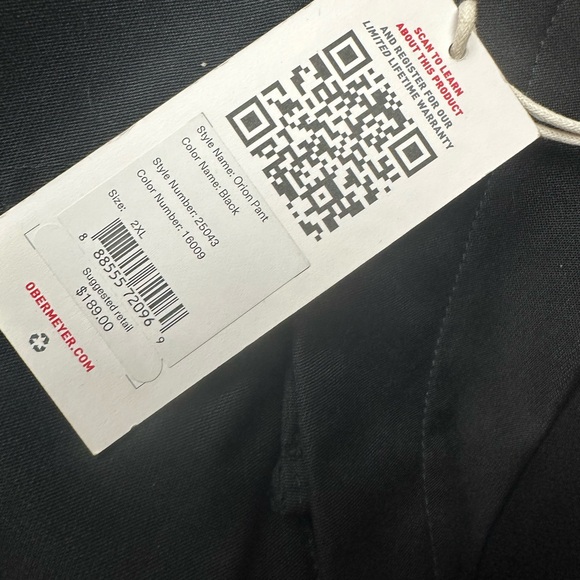 SCAN TO LEARN
ABOUT THIS PRODUCT
AND REGISTER FOR OUR
LIMITED LIFETIME WARRANTY
Style Name: Orion Pant
Color Name: Black
Style Number: 25043
Color Number: 16009
Size: 2XL
8 88555 72096 9
Suggested retail
$189.00
OBERMEYER.COM